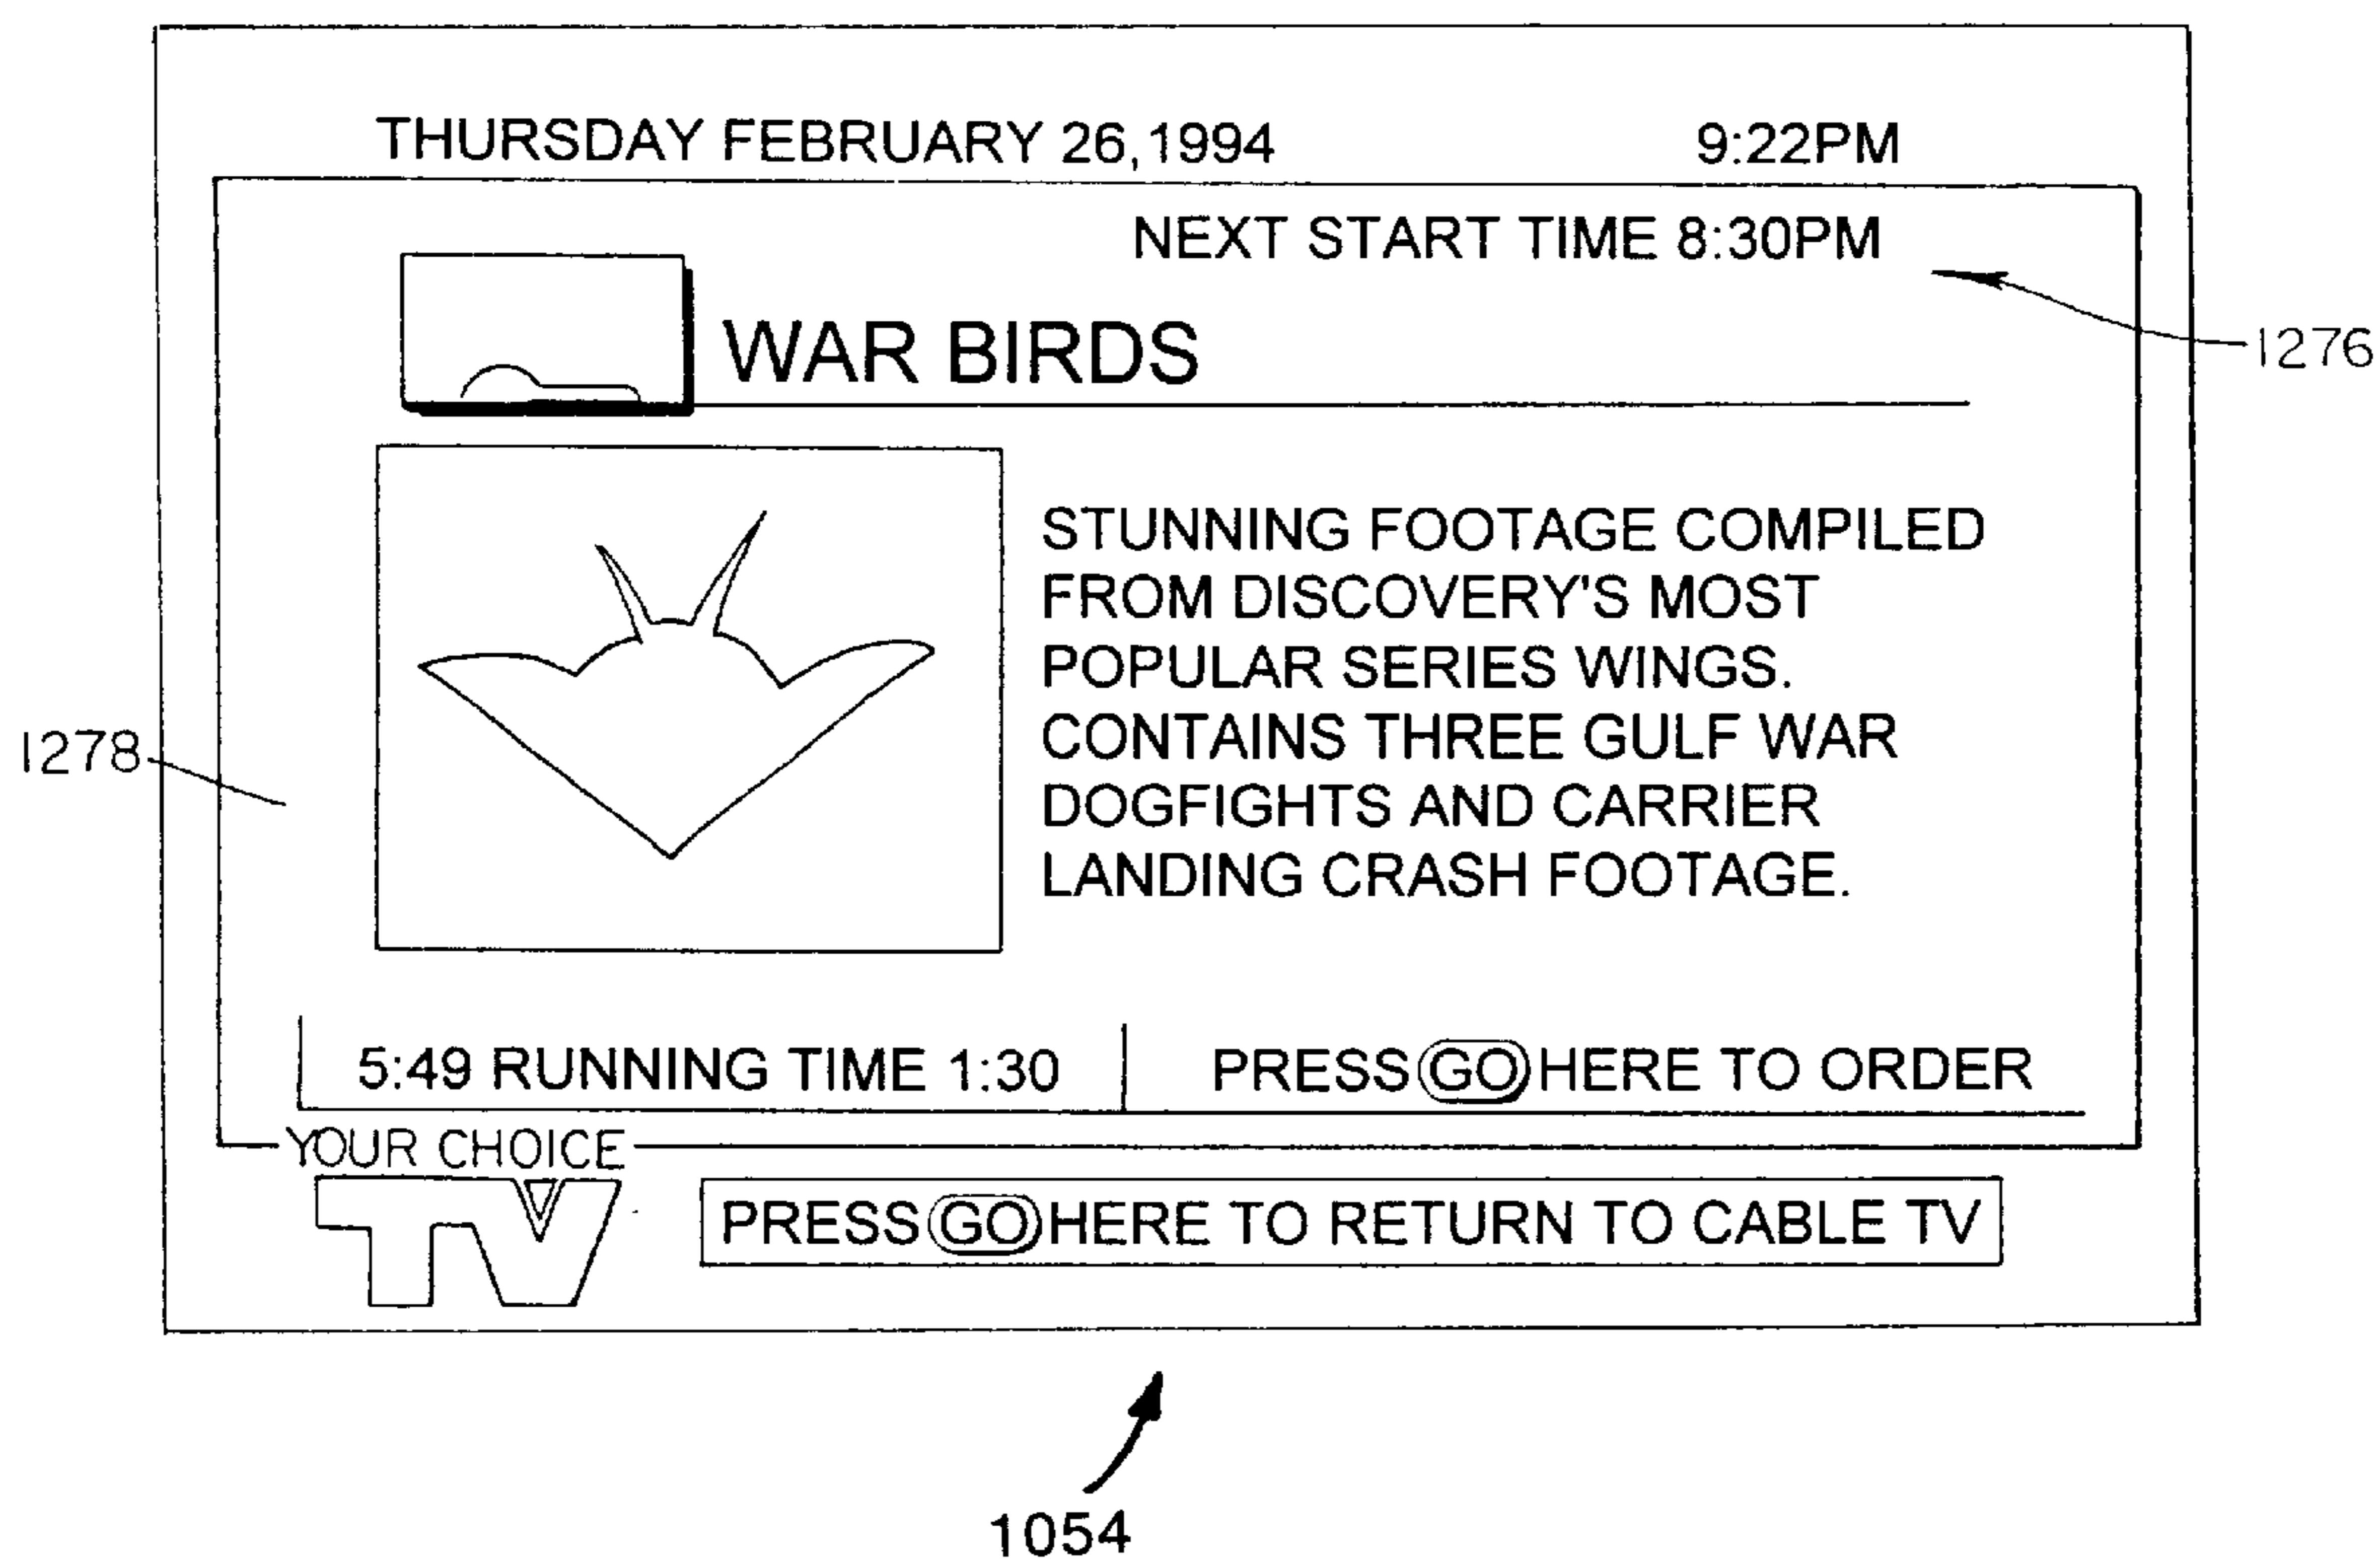 THURSDAY FEBRUARY 26,1994 9:22PM
NEXT START TIME 8:30PM
1276
WAR BIRDS
STUNNING FOOTAGE COMPILED
FROM DISCOVERY'S MOST
POPULAR SERIES WINGS.
CONTAINS THREE GULF WAR
DOGFIGHTS AND CARRIER
LANDING CRASH FOOTAGE.
1278
5:49 RUNNING TIME 1:30
PRESS GO HERE TO ORDER
YOUR CHOICE
TV
PRESS GO HERE TO RETURN TO CABLE TV
1054